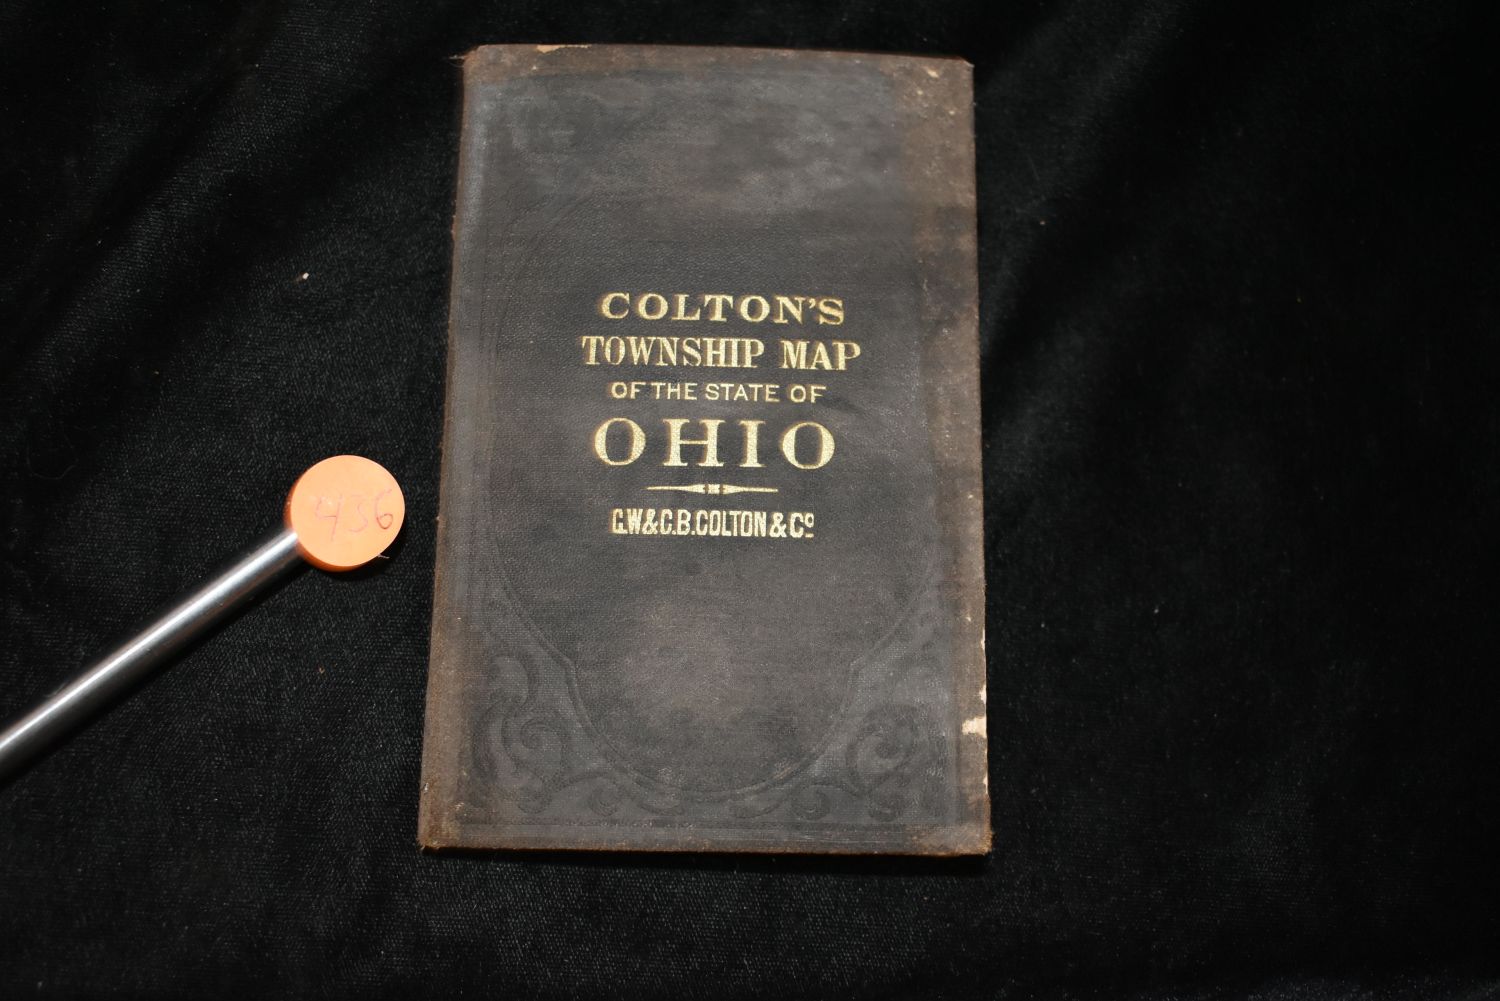 COLTON'S
TOWNSHIP MAP
OF THE STATE OF
OHIO
G.W. & C.B. COLTON & Cº
436